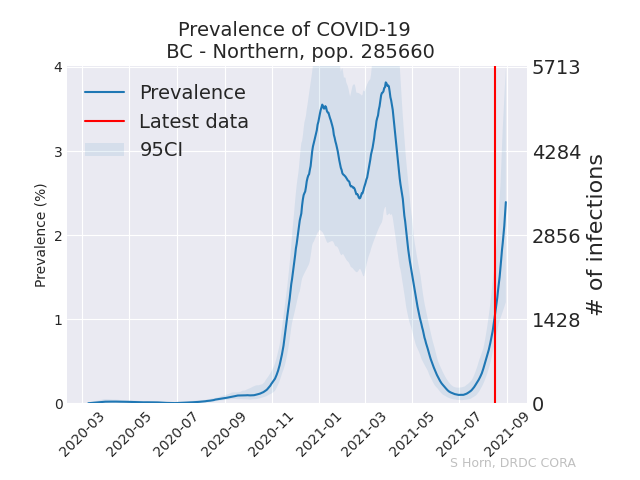 Prevalence of COVID-19
BC - Northern, pop. 285660
Prevalence
Latest data
95CI
Prevalence (%)
4
3
2
1
0
5713
4284
2856
1428
0
# of infections
2020-03
2020-05
2020-07
2020-09
2020-11
2021-01
2021-03
2021-05
2021-07
2021-09
S Horn, DRDC CORA